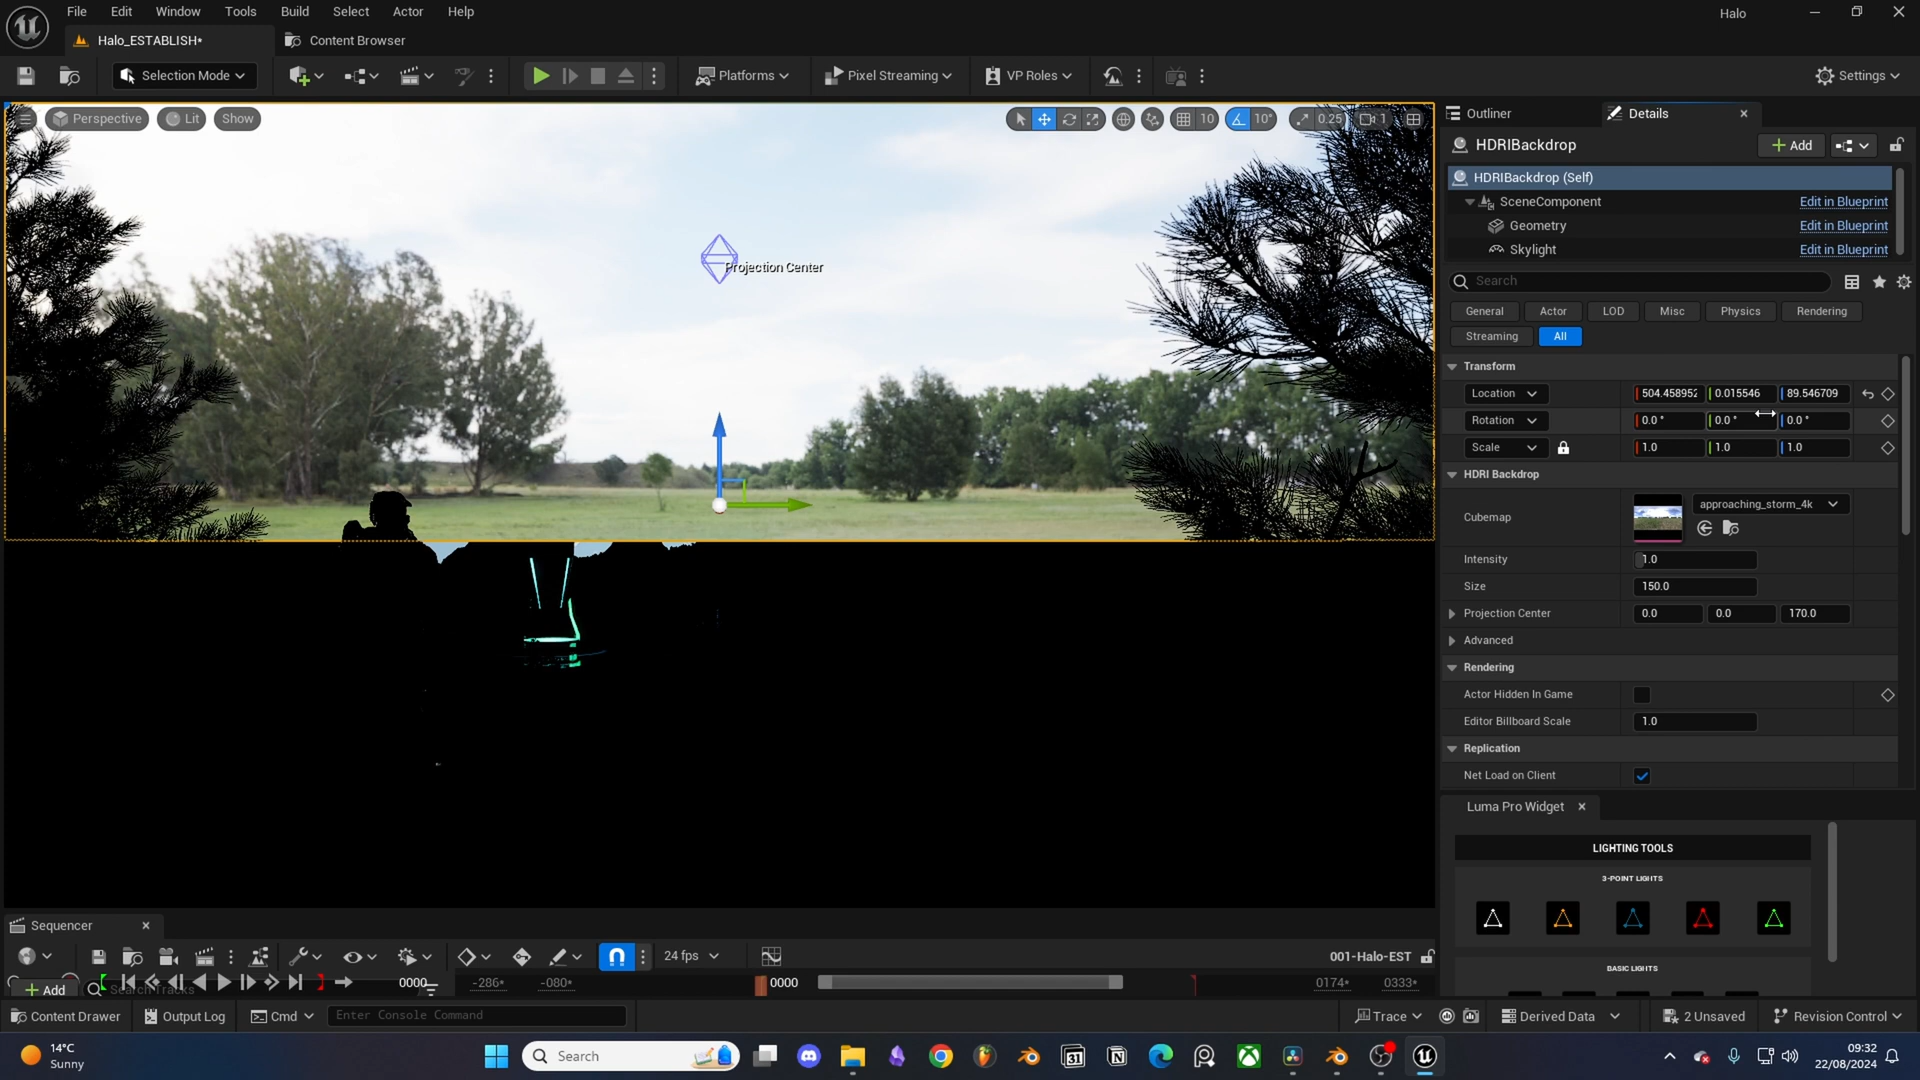 File Edit Window Tools Build Select Actor Help
Halo
Halo_ESTABLISH*
Content Browser
Selection Mode
Platforms
Pixel Streaming
VP Roles
Settings
Perspective
Lit
Show
10
10°
0.25
1
Projection Center
Outliner
Details
HDRIBackdrop
Add
HDRIBackdrop (Self)
SceneComponent
Edit in Blueprint
Geometry
Edit in Blueprint
Skylight
Edit in Blueprint
Search
General Actor LOD Misc Physics Rendering
Streaming All
Transform
Location 504.458952 0.015546 89.546709
Rotation 0.0 ° 0.0 ° 0.0 °
Scale 1.0 1.0 1.0
HDRI Backdrop
Cubemap
approaching_storm_4k
Intensity 1.0
Size 150.0
Projection Center 0.0 0.0 170.0
Advanced
Rendering
Actor Hidden In Game
Editor Billboard Scale 1.0
Replication
Net Load on Client
Luma Pro Widget
LIGHTING TOOLS
3-POINT LIGHTS
BASIC LIGHTS
Sequencer
24 fps
001-Halo-EST
Add
Search Tracks
0000
-286*
-080*
0000
0174*
0333*
Content Drawer
Output Log
Cmd
Enter Console Command
Trace
Derived Data
2 Unsaved
Revision Control
14°C
Sunny
Search
31
09:32
22/08/2024